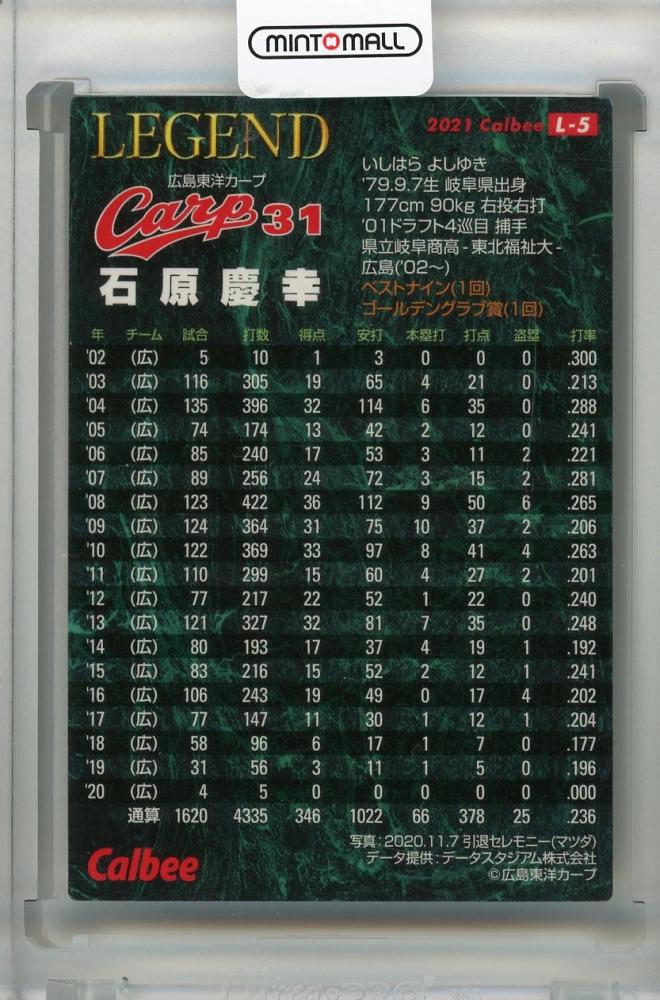 MINT MALL
LEGEND
2021 Calbee L-5
広島東洋カープ
Carp 31
石原慶幸
いしはら よしゆき
'79.9.7生 岐阜県出身
177cm 90kg 右投右打
'01ドラフト4巡目 捕手
県立岐阜商高-東北福祉大-
広島('02~)
ベストナイン(1回)
ゴールデングラブ賞(1回)
年 チーム 試合 打数 得点 安打 本塁打 打点 盗塁 打率
'02 (広) 5 10 1 3 0 0 0 .300
'03 (広) 116 305 19 65 4 21 0 .213
'04 (広) 135 396 32 114 6 35 0 .288
'05 (広) 74 174 13 42 2 12 0 .241
'06 (広) 85 240 17 53 3 11 2 .221
'07 (広) 89 256 24 72 3 15 2 .281
'08 (広) 123 422 36 112 9 50 6 .265
'09 (広) 124 364 31 75 10 37 2 .206
'10 (広) 122 369 33 97 8 41 4 .263
'11 (広) 110 299 15 60 4 27 2 .201
'12 (広) 77 217 22 52 1 22 0 .240
'13 (広) 121 327 32 81 7 35 0 .248
'14 (広) 80 193 17 37 4 19 1 .192
'15 (広) 83 216 15 52 2 12 1 .241
'16 (広) 106 243 19 49 0 17 4 .202
'17 (広) 77 147 11 30 1 12 1 .204
'18 (広) 58 96 6 17 1 7 0 .177
'19 (広) 31 56 3 11 1 5 0 .196
'20 (広) 4 5 0 0 0 0 0 .000
通算 1620 4335 346 1022 66 378 25 .236
写真:2020.11.7 引退セレモニー(マツダ)
データ提供:データスタジアム株式会社
©広島東洋カープ
Calbee